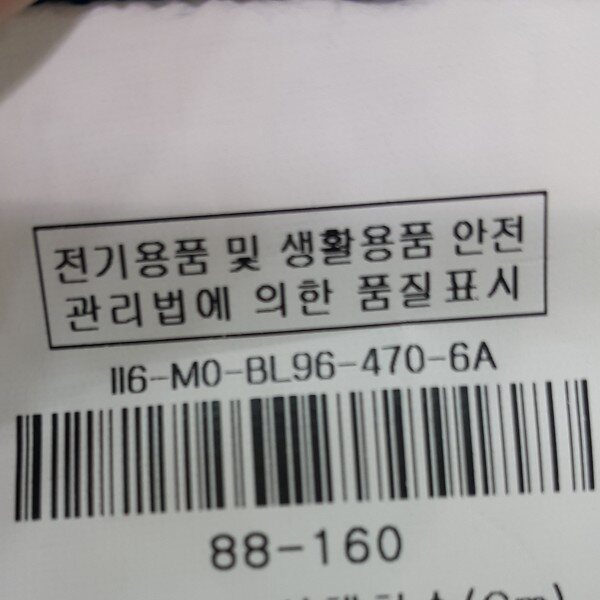 전기용품 및 생활용품 안전
관리법에 의한 품질표시
II6-M0-BL96-470-6A
88-160